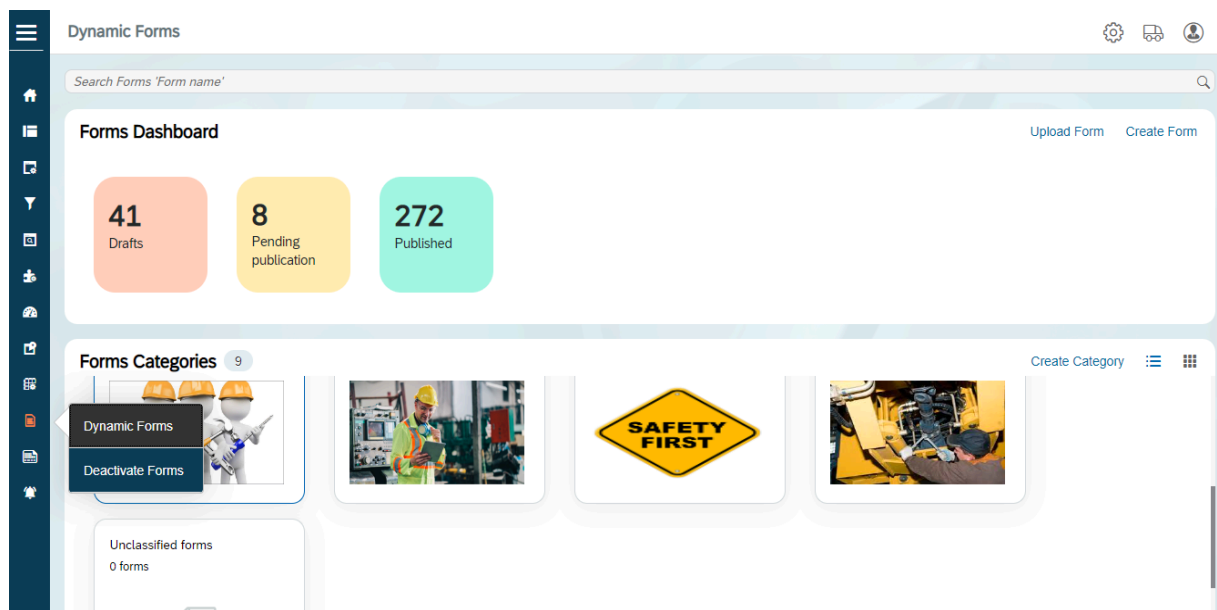 Dynamic Forms
Search Forms 'Form name'
Forms Dashboard
Upload Form
Create Form
41
Drafts
8
Pending
publication
272
Published
Forms Categories
9
Create Category
Dynamic Forms
Deactivate Forms
SAFETY
FIRST
Unclassified forms
0 forms